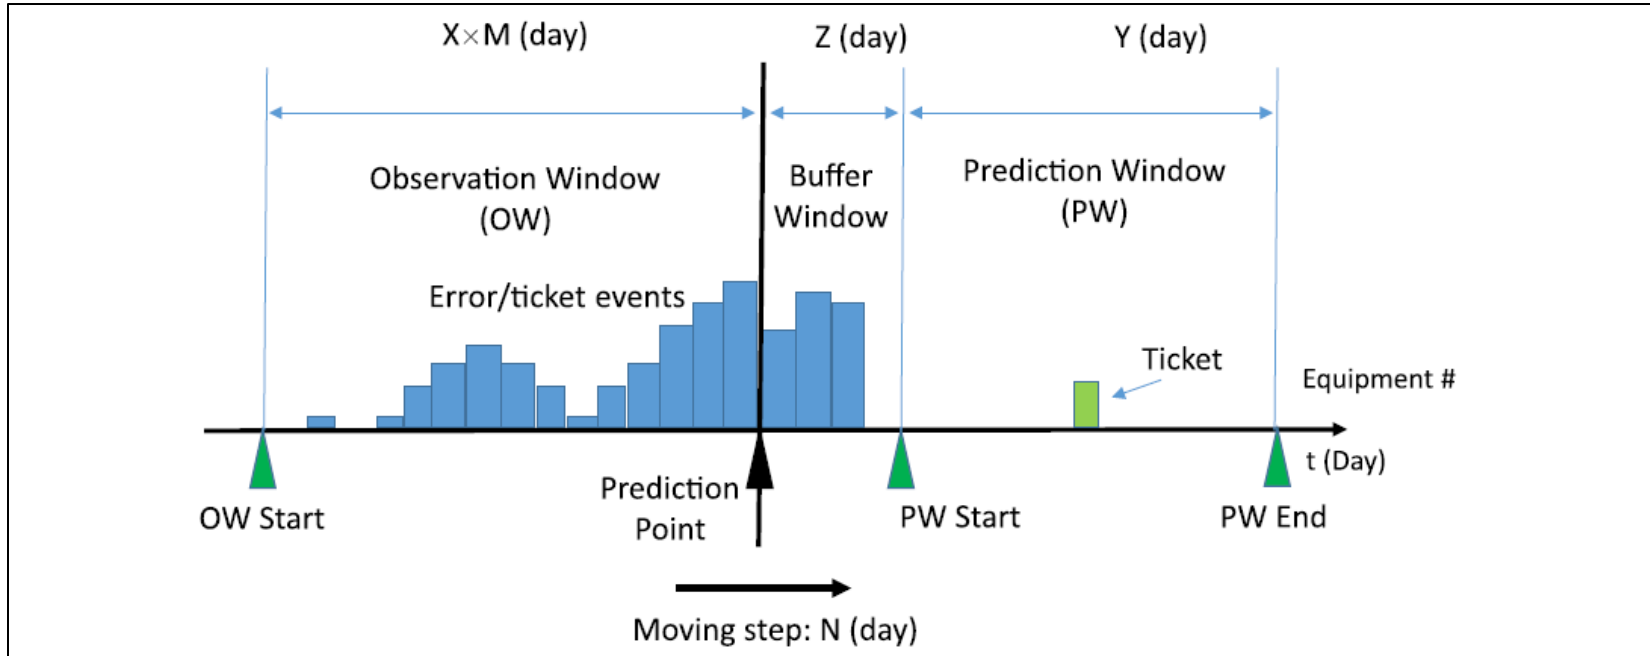 X×M (day)
Z (day)
Y (day)
Observation Window
(OW)
Buffer
Window
Prediction Window
(PW)
Error/ticket events
Ticket
Equipment #
t (Day)
OW Start
Prediction
Point
PW Start
PW End
Moving step: N (day)